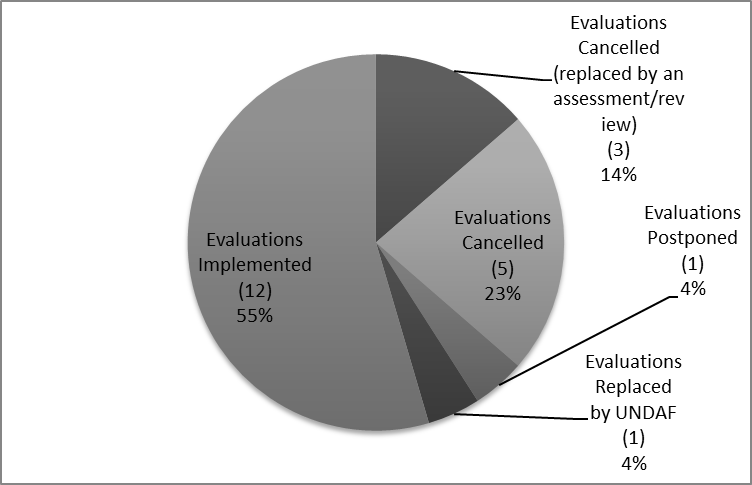 Evaluations
Cancelled
(replaced by an
assessment/rev
iew)
(3)
14%
Evaluations
Cancelled
(5)
23%
Evaluations
Postponed
(1)
4%
Evaluations
Replaced
by UNDAF
(1)
4%
Evaluations
Implemented
(12)
55%